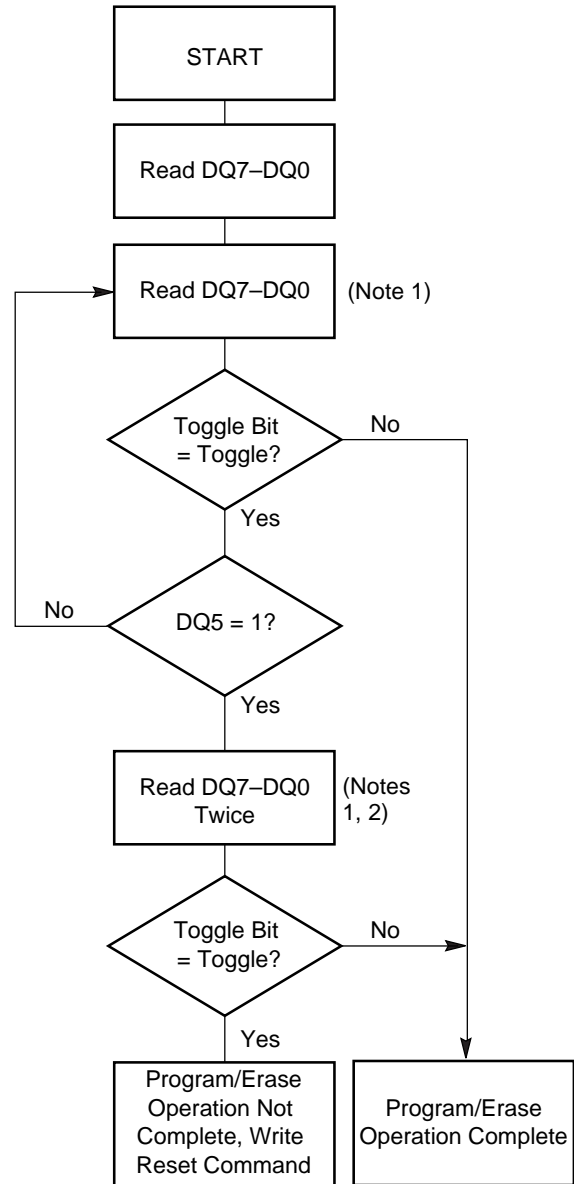 START
Read DQ7–DQ0
Read DQ7–DQ0
(Note 1)
Toggle Bit
= Toggle?
No
Yes
No
DQ5 = 1?
Yes
Read DQ7–DQ0
Twice
(Notes
1, 2)
Toggle Bit
= Toggle?
No
Yes
Program/Erase
Operation Not
Complete, Write
Reset Command
Program/Erase
Operation Complete